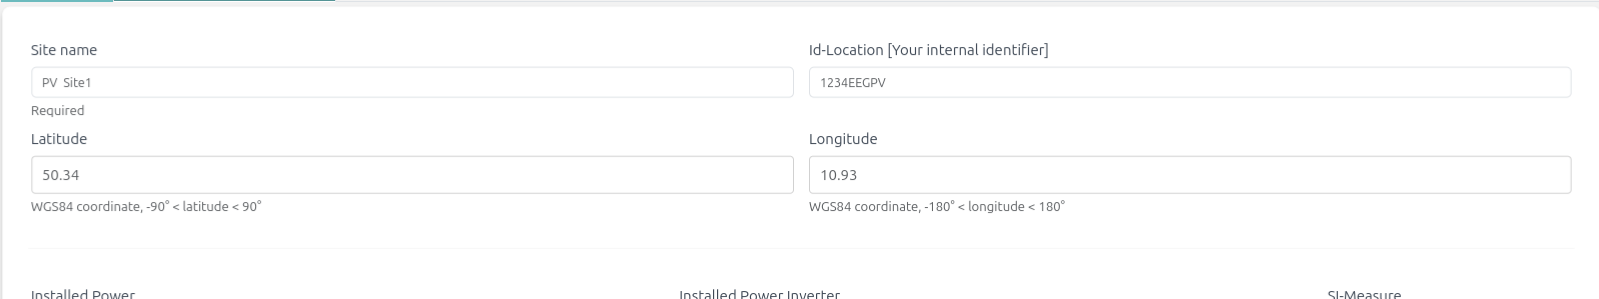 Site name
Id-Location [Your internal identifier]
PV Site1
1234EEGPV
Required
Latitude
Longitude
50.34
10.93
WGS84 coordinate, -90° < latitude < 90°
WGS84 coordinate, -180° < longitude < 180°
Installed Power
Installed Power Inverter
SI-Measure